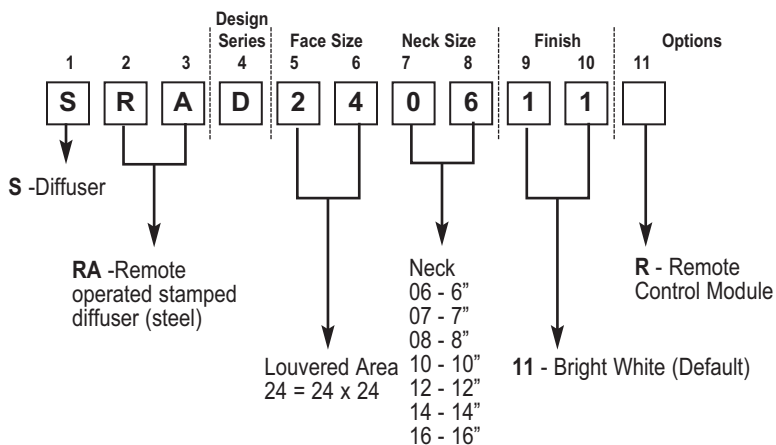 Design
Series Face Size Neck Size Finish Options
1 2 3 4 5 6 7 8 9 10 11
S R A D 2 4 0 6 1 1
S -Diffuser
RA -Remote
operated stamped
diffuser (steel)
Louvered Area
24 = 24 x 24
Neck
06 - 6”
07 - 7”
08 - 8”
10 - 10”
12 - 12”
14 - 14”
16 - 16”
11 - Bright White (Default)
R - Remote
Control Module